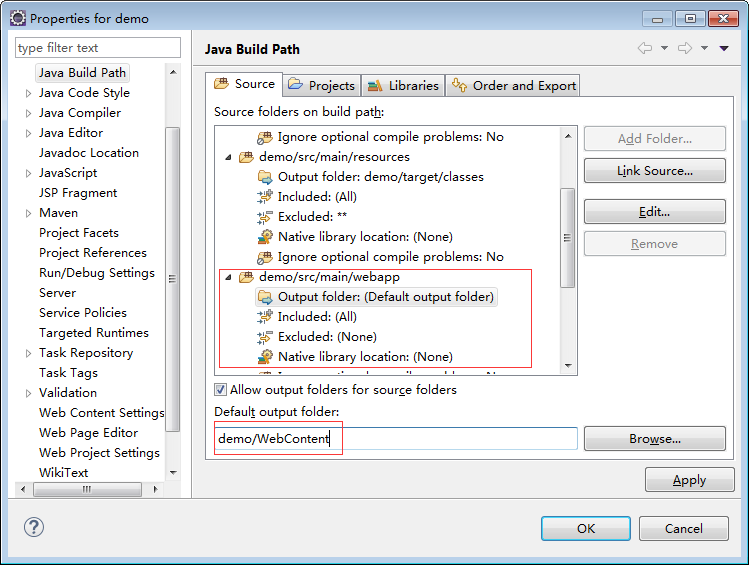 Properties for demo
type filter text
Java Build Path
Java Code Style
Java Compiler
Java Editor
Javadoc Location
JavaScript
JSP Fragment
Maven
Project Facets
Project References
Run/Debug Settings
Server
Service Policies
Targeted Runtimes
Task Repository
Task Tags
Validation
Web Content Settings
Web Page Editor
Web Project Settings
WikiText
Java Build Path
Source Projects Libraries Order and Export
Source folders on build path:
Ignore optional compile problems: No
demo/src/main/resources
Output folder: demo/target/classes
Included: (All)
Excluded: **
Native library location: (None)
Ignore optional compile problems: No
demo/src/main/webapp
Output folder: (Default output folder)
Included: (All)
Excluded: (None)
Native library location: (None)
Add Folder...
Link Source...
Edit...
Remove
Allow output folders for source folders
Default output folder:
demo/WebContent
Browse...
Apply
OK
Cancel